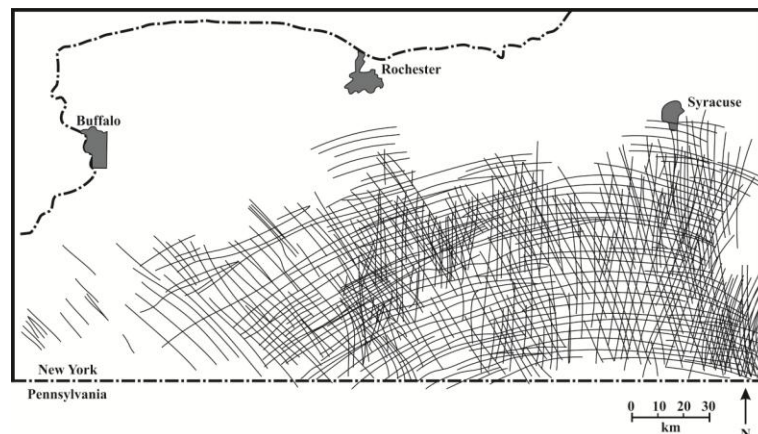 Rochester
Syracuse
Buffalo
New York
Pennsylvania
0 10 20 30
km
N